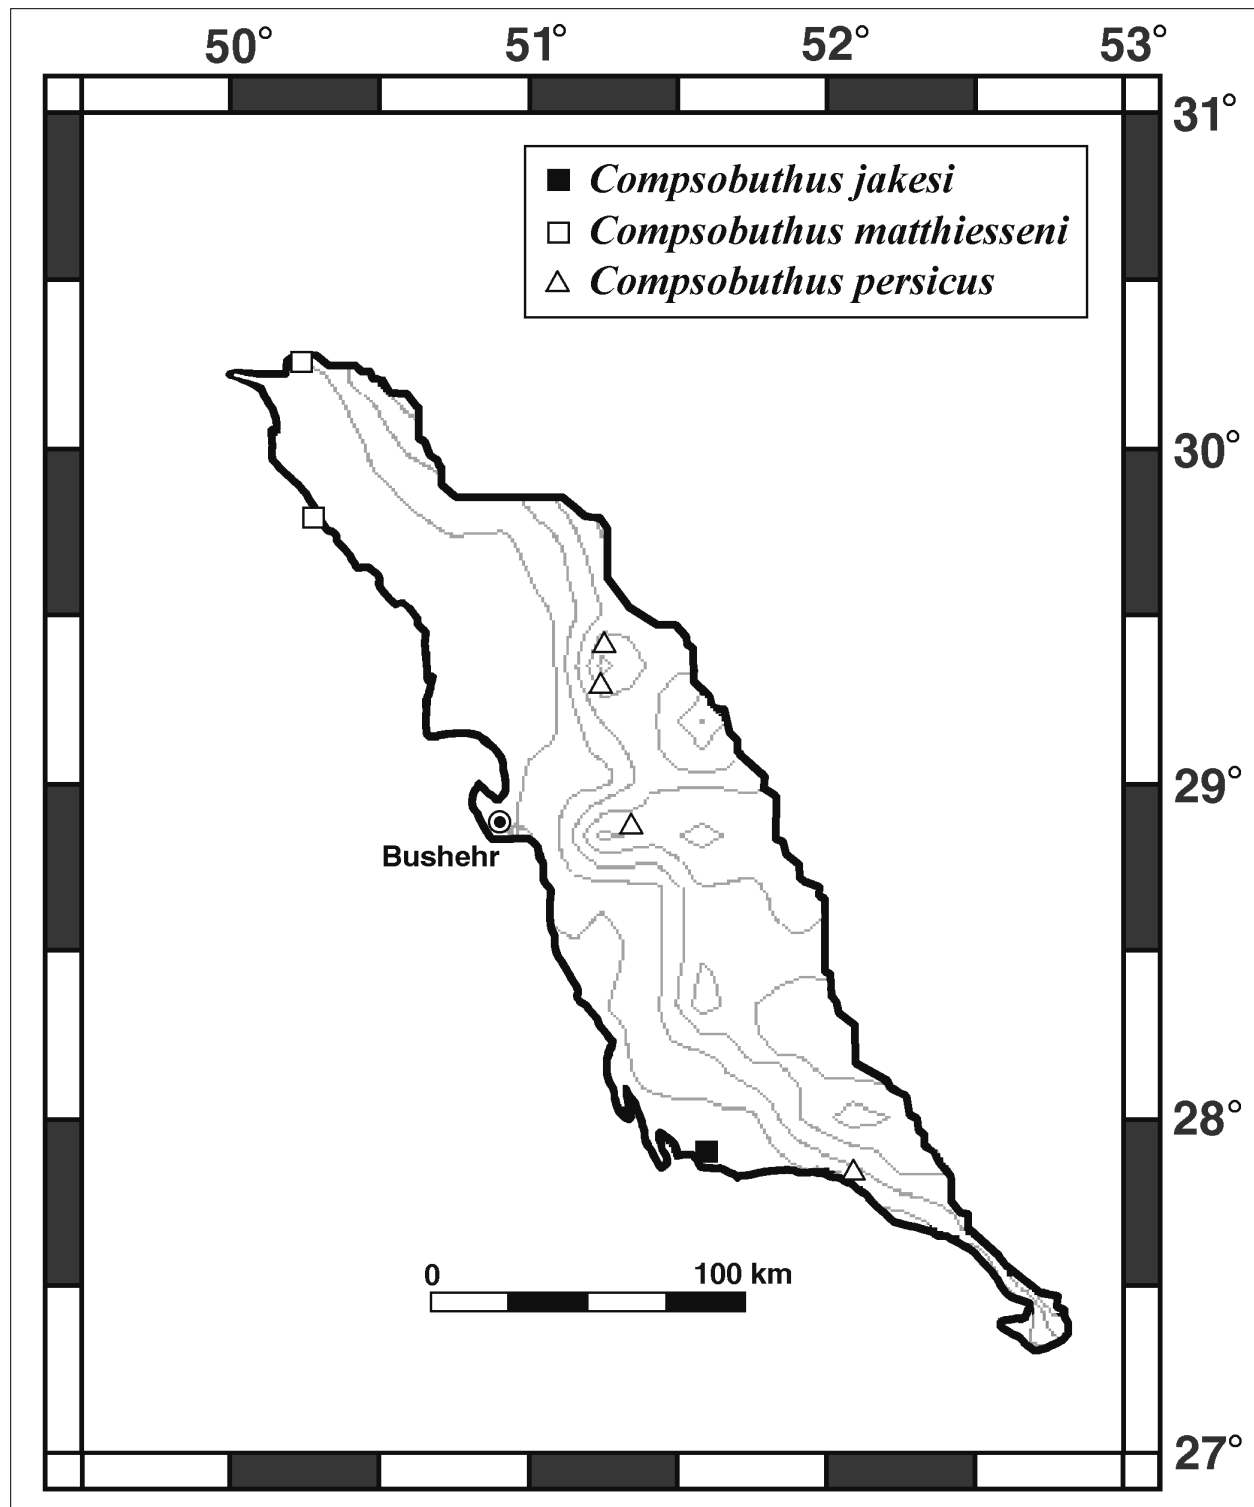 50° 51° 52° 53°
31°
Compsobuthus jakesi
Compsobuthus matthiesseni
Compsobuthus persicus
30°
29°
Bushehr
28°
0 100 km
27°